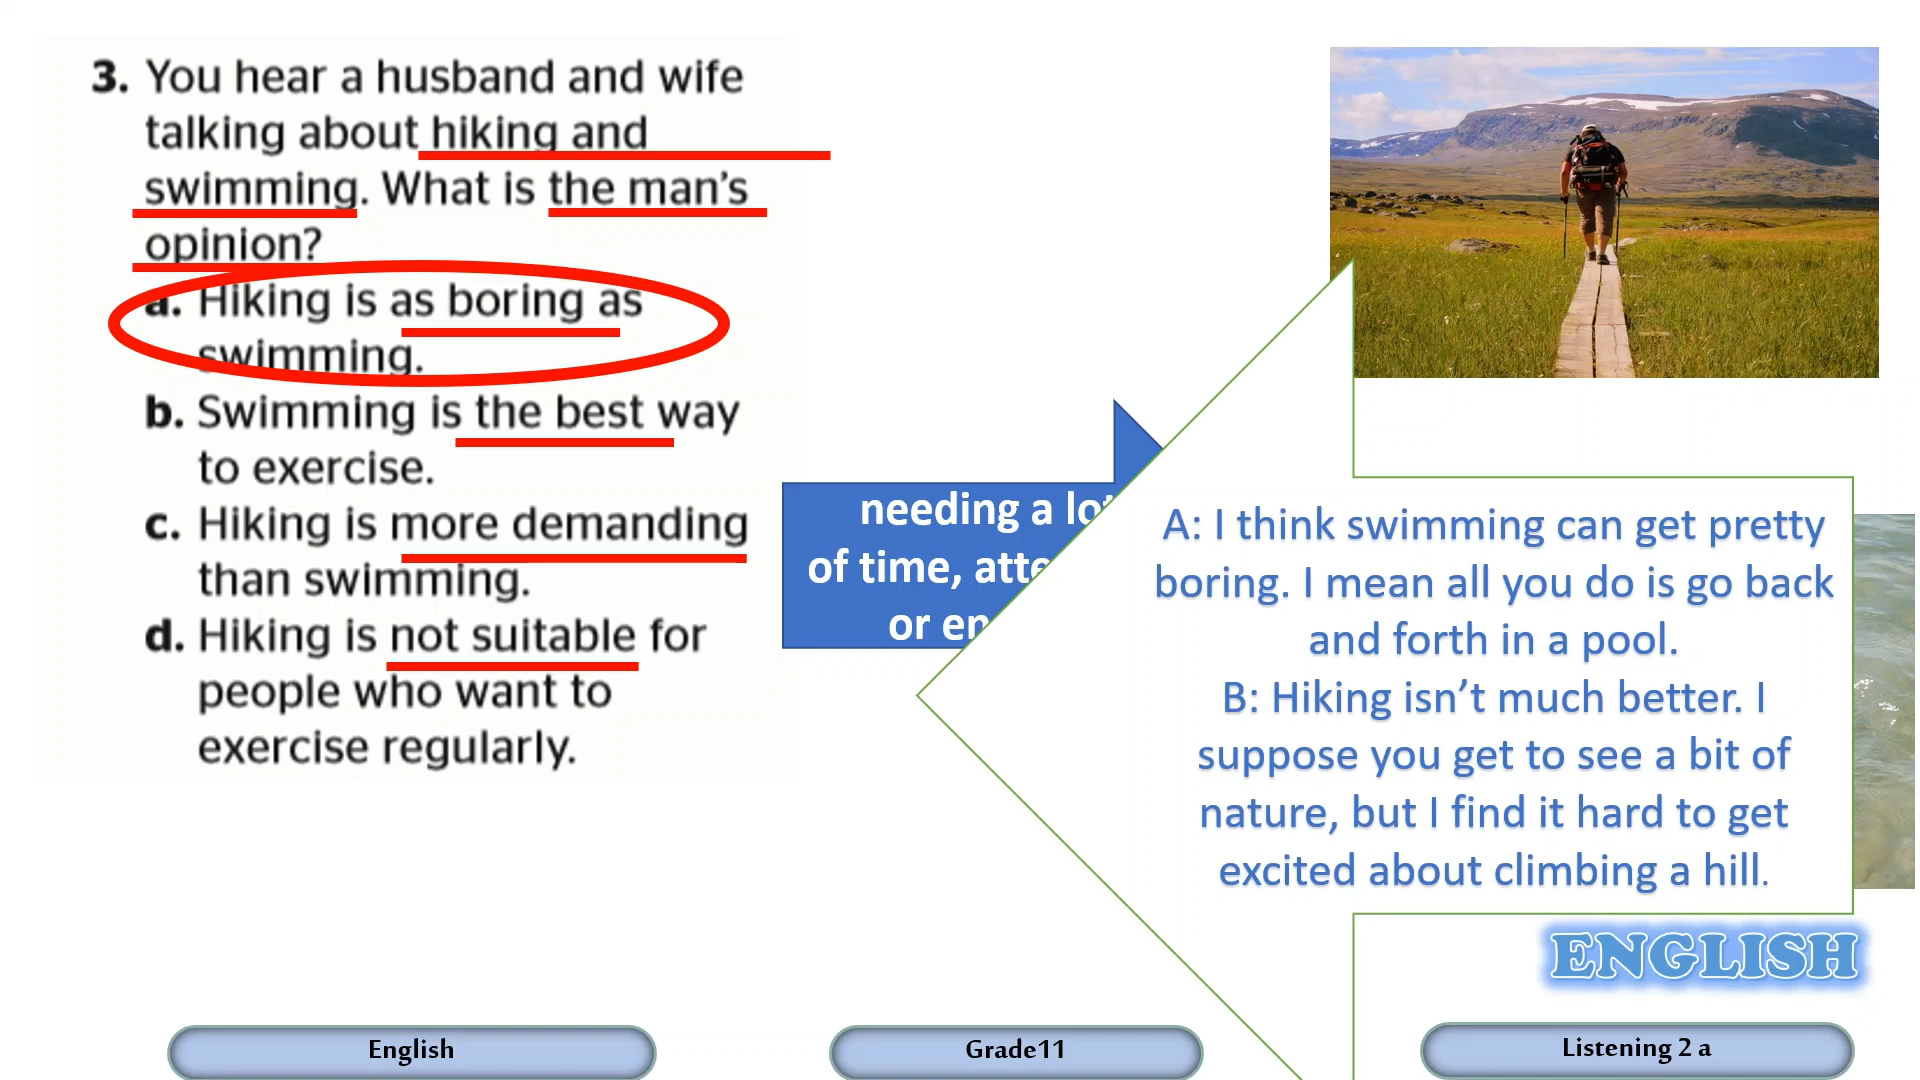 3. You hear a husband and wife
talking about hiking and
swimming. What is the man's
opinion?
a. Hiking is as boring as
swimming.
b. Swimming is the best way
to exercise.
c. Hiking is more demanding
than swimming.
d. Hiking is not suitable for
people who want to
exercise regularly.
needing a lot
of time,
or
A: I think swimming can get pretty
boring. I mean all you do is go back
and forth in a pool.
B: Hiking isn’t much better. I
suppose you get to see a bit of
nature, but I find it hard to get
excited about climbing a hill.
ENGLISH
English
Grade11
Listening 2 a